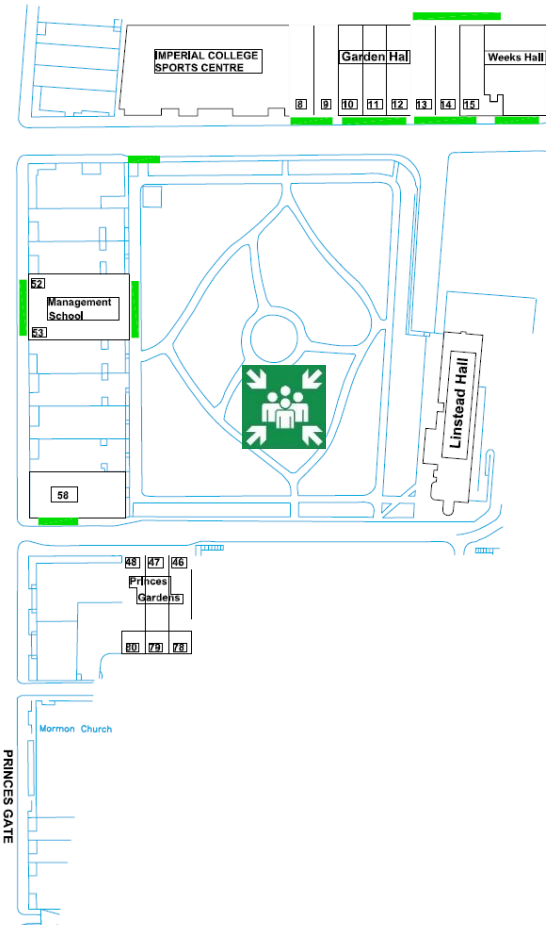 IMPERIAL COLLEGE
SPORTS CENTRE
Garden Hal
Weeks Hall
8 9 10 11 12 13 14 15
52
Management
School
53
Linstead Hall
58
48 47 46
Princes
Gardens
80 79 78
Mormon Church
PRINCES GATE